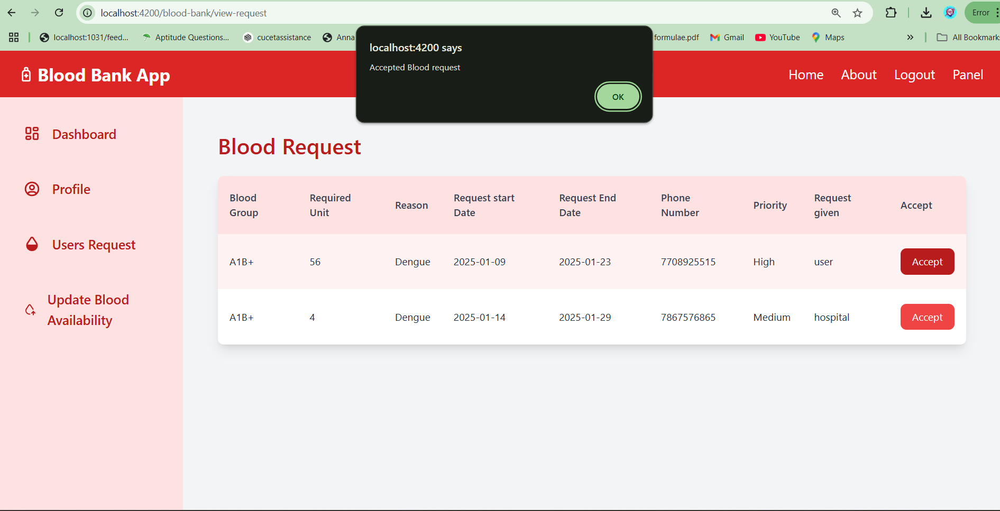 localhost:4200/blood-bank/view-request
Error
localhost:1031/feed...
Aptitude Questions...
cucetassistance
Anna
formulae.pdf
Gmail
YouTube
Maps
All Bookmarks
localhost:4200 says
Accepted Blood request
OK
Blood Bank App
Home
About
Logout
Panel
Dashboard
Profile
Users Request
Update Blood
Availability
Blood Request
Blood
Group
Required
Unit
Reason
Request start
Date
Request End
Date
Phone
Number
Priority
Request
given
Accept
A1B+ 56 Dengue 2025-01-09 2025-01-23 7708925515 High user Accept
A1B+ 4 Dengue 2025-01-14 2025-01-29 7867576865 Medium hospital Accept